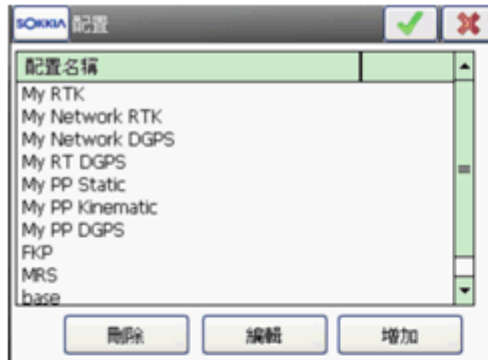 SOKKIA 配置
配置名稱
My RTK
My Network RTK
My Network DGPS
My RT DGPS
My PP Static
My PP Kinematic
My PP DGPS
FKP
MRS
base
刪除 編輯 增加